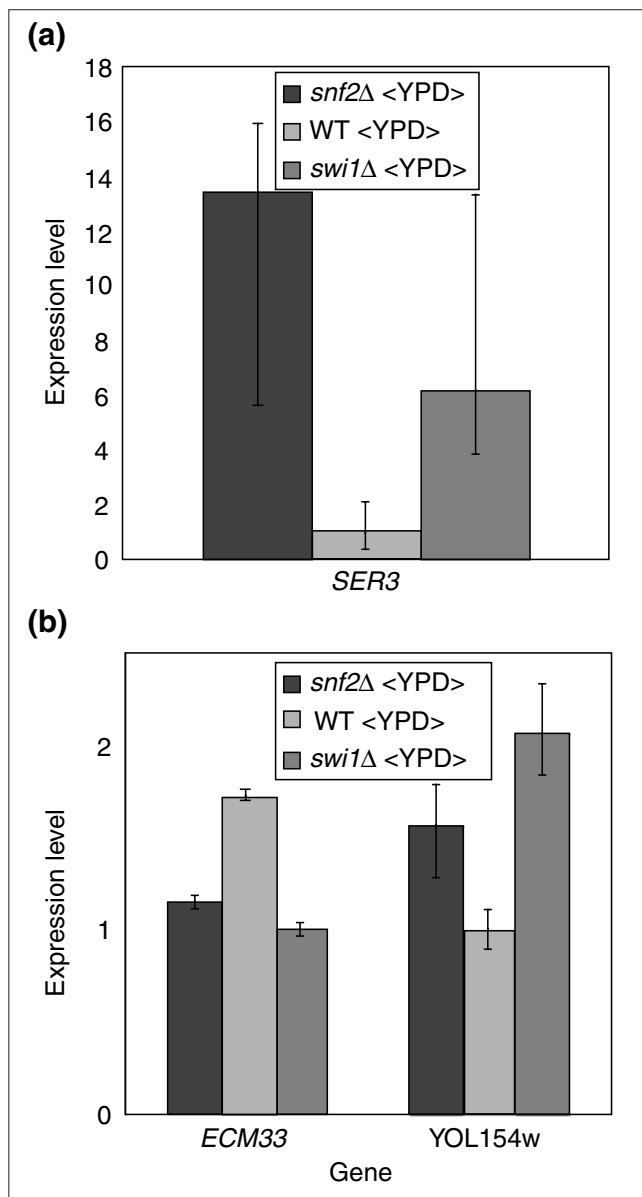 (a)
18
16
14
12
10
8
6
4
2
0
Expression level
snf2Δ <YPD>
WT <YPD>
swi1Δ <YPD>
SER3
(b)
2
1
0
Expression level
snf2Δ <YPD>
WT <YPD>
swi1Δ <YPD>
ECM33 YOL154w
Gene